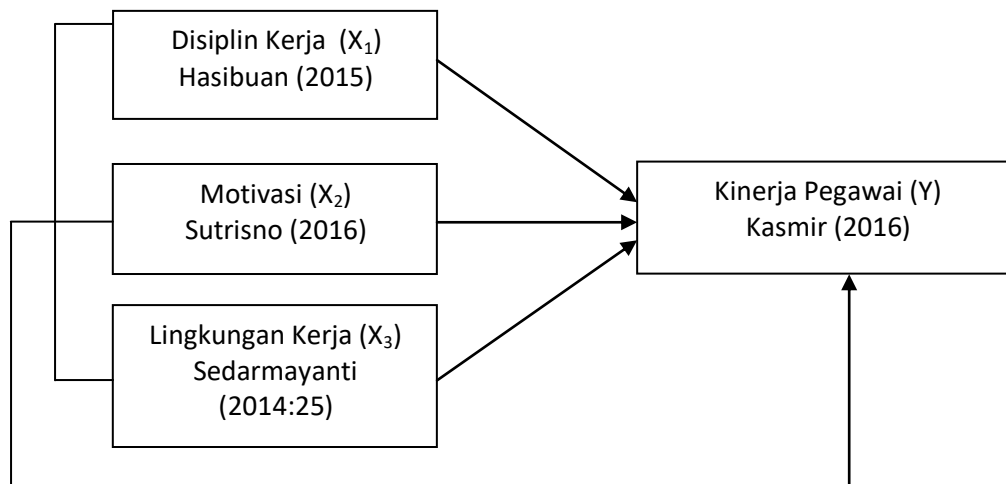 Disiplin Kerja (X₁)
Hasibuan (2015)
Motivasi (X₂)
Sutrisno (2016)
Kinerja Pegawai (Y)
Kasmir (2016)
Lingkungan Kerja (X₃)
Sedarmayanti
(2014:25)